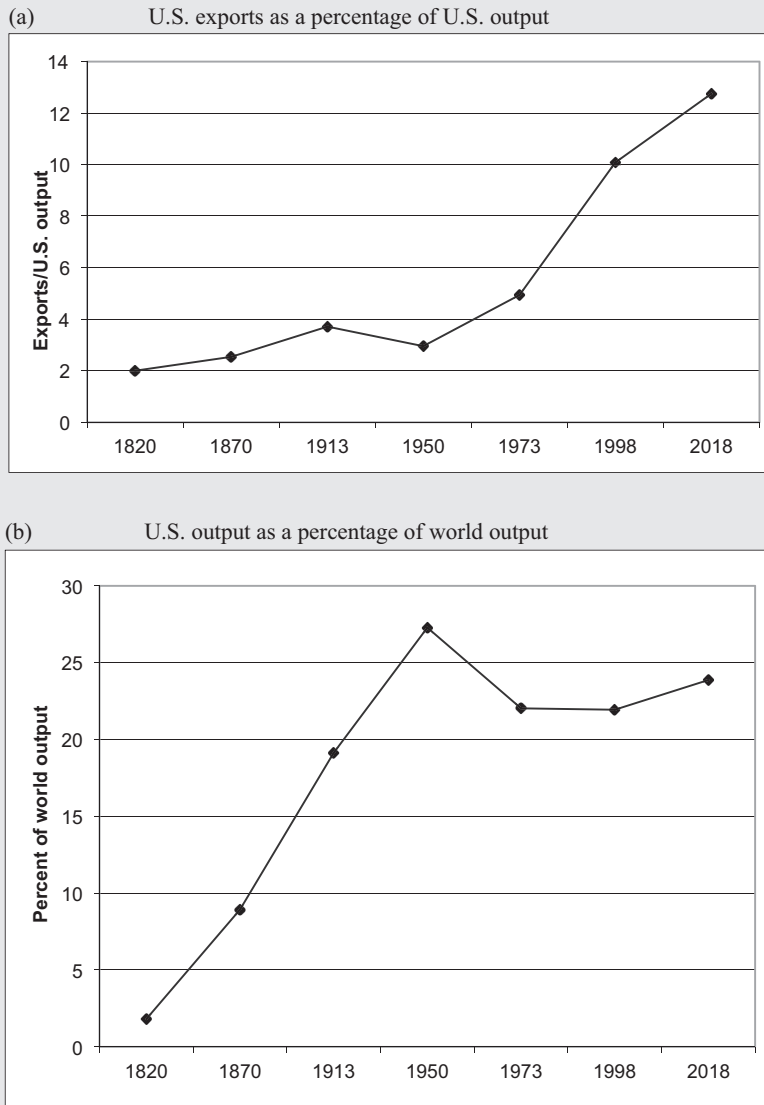 (a) U.S. exports as a percentage of U.S. output
14
12
10
8
6
4
2
0
Exports/U.S. output
1820 1870 1913 1950 1973 1998 2018
(b) U.S. output as a percentage of world output
30
25
20
15
10
5
0
Percent of world output
1820 1870 1913 1950 1973 1998 2018